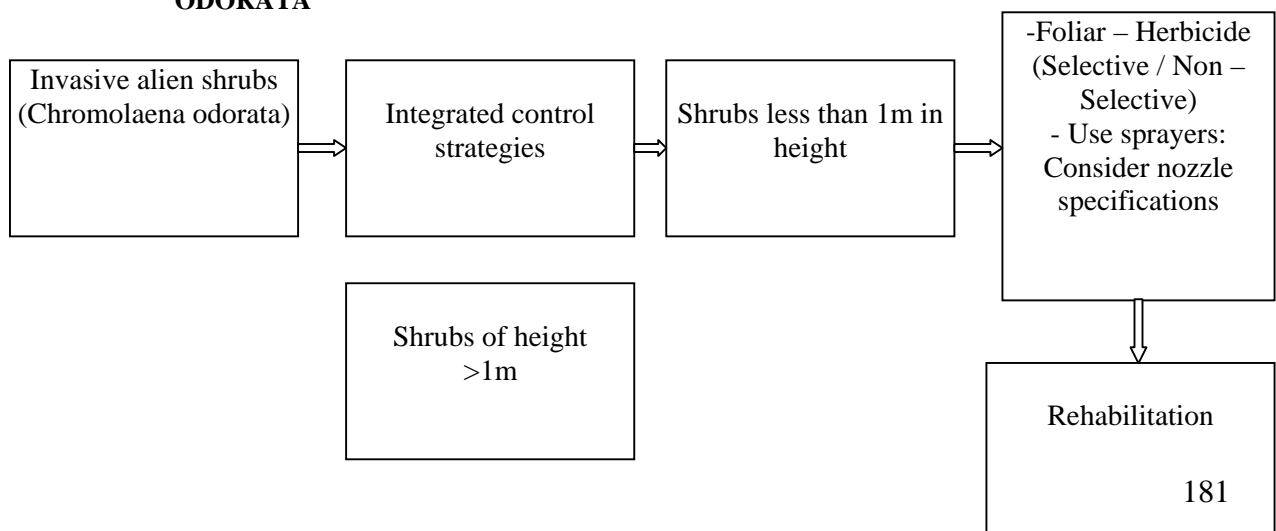 ODORATA
Invasive alien shrubs
(Chromolaena odorata)
Integrated control
strategies
Shrubs less than 1m in
height
-Foliar – Herbicide
(Selective / Non –
Selective)
- Use sprayers:
Consider nozzle
specifications
Shrubs of height
>1m
Rehabilitation
181